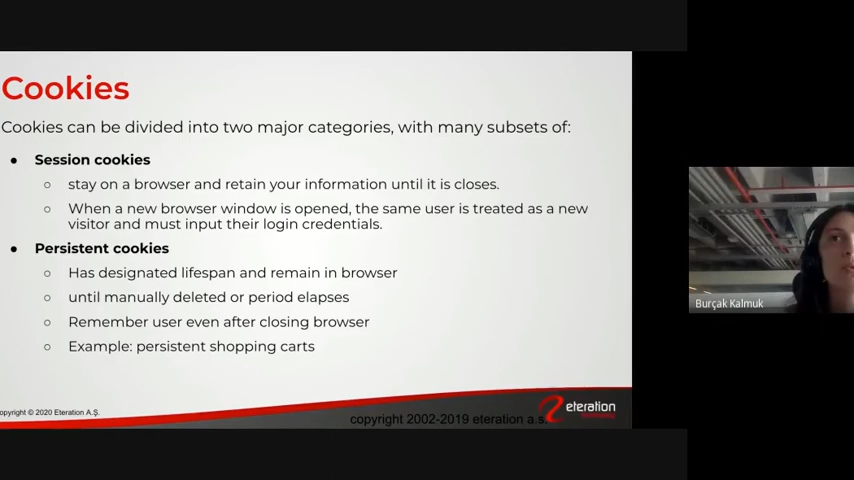 Cookies
Cookies can be divided into two major categories, with many subsets of:
● Session cookies
○ stay on a browser and retain your information until it is closes.
○ When a new browser window is opened, the same user is treated as a new
visitor and must input their login credentials.
● Persistent cookies
○ Has designated lifespan and remain in browser
○ until manually deleted or period elapses
○ Remember user even after closing browser
○ Example: persistent shopping carts
opyright © 2020 Eteration A.Ş.
copyright 2002-2019 eteration a.s.
eteration
Burçak Kalmuk